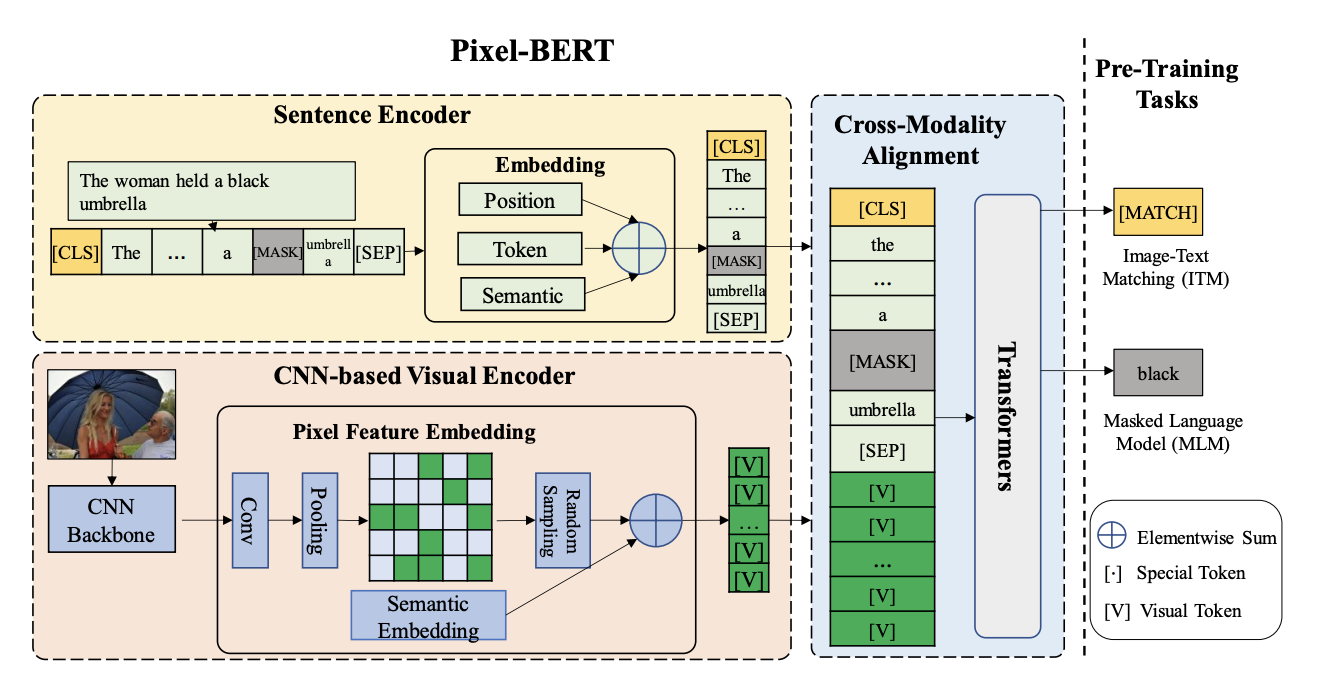 Pixel-BERT
Pre-Training
Tasks
Sentence Encoder
The woman held a black
umbrella
[CLS] The ... a [MASK] umbrell
a [SEP]
Embedding
Position
Token
Semantic
[CLS]
The
...
a
[MASK]
umbrella
[SEP]
CNN-based Visual Encoder
CNN
Backbone
Pixel Feature Embedding
Conv
Pooling
Random
Sampling
Semantic
Embedding
[V]
[V]
...
[V]
[V]
Cross-Modality
Alignment
[CLS]
the
...
a
[MASK]
umbrella
[SEP]
[V]
[V]
...
[V]
[V]
Transformers
[MATCH]
Image-Text
Matching (ITM)
black
Masked Language
Model (MLM)
Elementwise Sum
[·] Special Token
[V] Visual Token